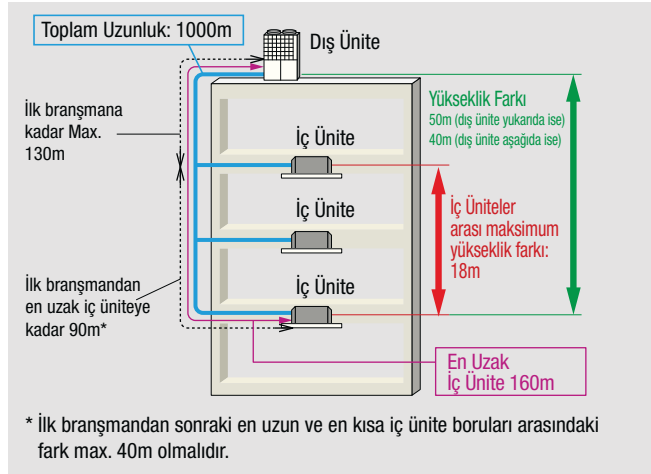 Toplam Uzunluk: 1000m
Dış Ünite
İlk branşmana
kadar Max.
130m
Yükseklik Farkı
50m (dış ünite yukarıda ise)
40m (dış ünite aşağıda ise)
İç Ünite
İç Üniteler
arası maksimum
yükseklik farkı:
18m
İç Ünite
İç Ünite
İlk branşmandan
en uzak iç üniteye
kadar 90m*
En Uzak
İç Ünite 160m
* İlk branşmandan sonraki en uzun ve en kısa iç ünite boruları arasındaki
fark max. 40m olmalıdır.